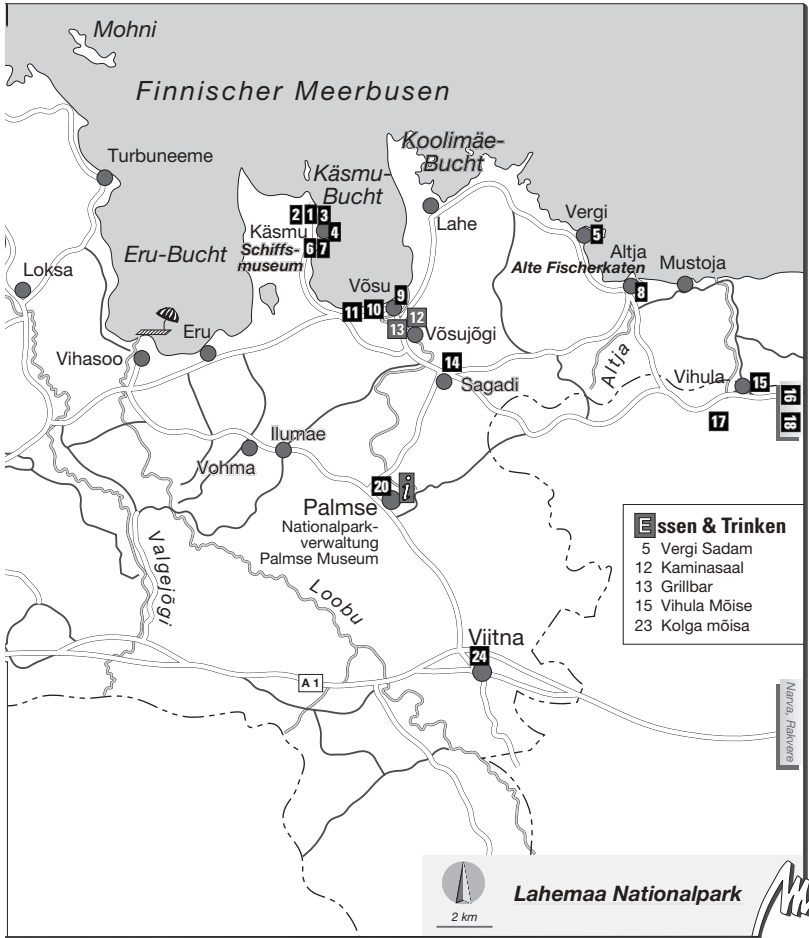 Mohni
Finnischer Meerbusen
Koolimäe-
Bucht
Turbuneeme
Käsmu-
Bucht
2 1 3
Lahe
Käsmu 4
Vergi
5
6 7
Schiffs-
museum
Eru-Bucht
Altja
Alte Fischerkaten
Mustoja
Loksa
Võsu 9
8
11 10
12
13
Võsujõgi
Eru
Vihasoo
14
Altja
Sagadi
Vihula 15
16
17
18
Ilumae
Vohma
20 i
Palmse
Nationalpark-
verwaltung
Palmse Museum
Essen & Trinken
5 Vergi Sadam
12 Kaminasaal
13 Grillbar
15 Vihula Mõise
23 Kolga mõisa
Valgejõgi
Loobu
Viitna
24
A 1
Narva, Rakvere
Lahemaa Nationalpark
2 km